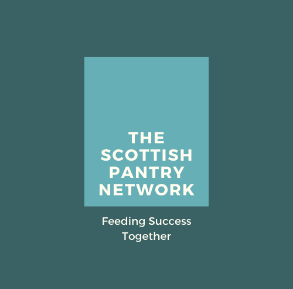 THE
SCOTTISH
PANTRY
NETWORK
Feeding Success
Together